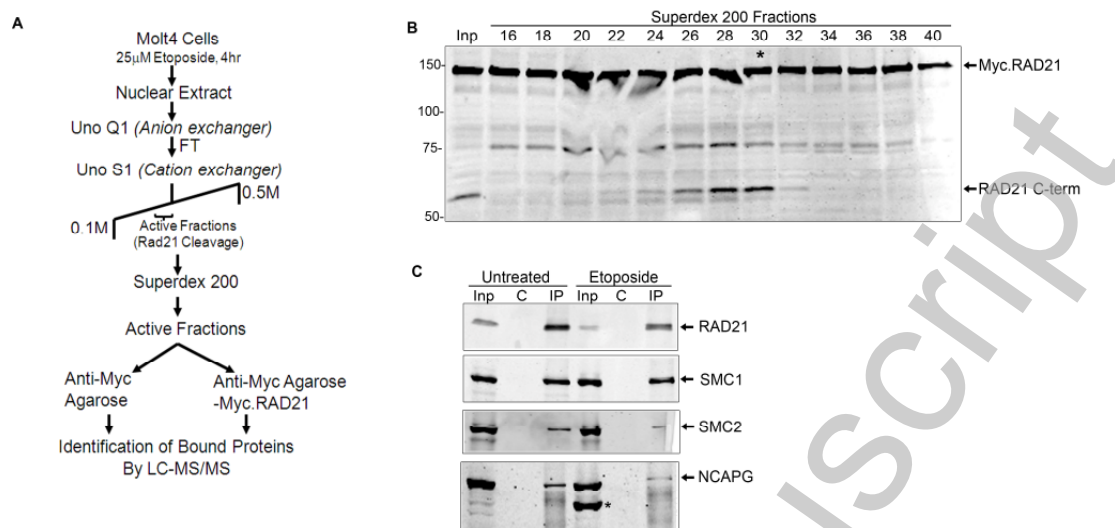 A
Molt4 Cells
25µM Etoposide, 4hr
Nuclear Extract
Uno Q1 (Anion exchanger)
FT
Uno S1 (Cation exchanger)
0.5M
0.1M
Active Fractions
(Rad21 Cleavage)
Superdex 200
Active Fractions
Anti-Myc
Agarose
Anti-Myc Agarose
-Myc.RAD21
Identification of Bound Proteins
By LC-MS/MS
B
Superdex 200 Fractions
Inp 16 18 20 22 24 26 28 30 32 34 36 38 40
*
150-
Myc.RAD21
100-
75-
RAD21 C-term
50-
C
Untreated Etoposide
Inp C IP Inp C IP
RAD21
SMC1
SMC2
NCAPG
*
script